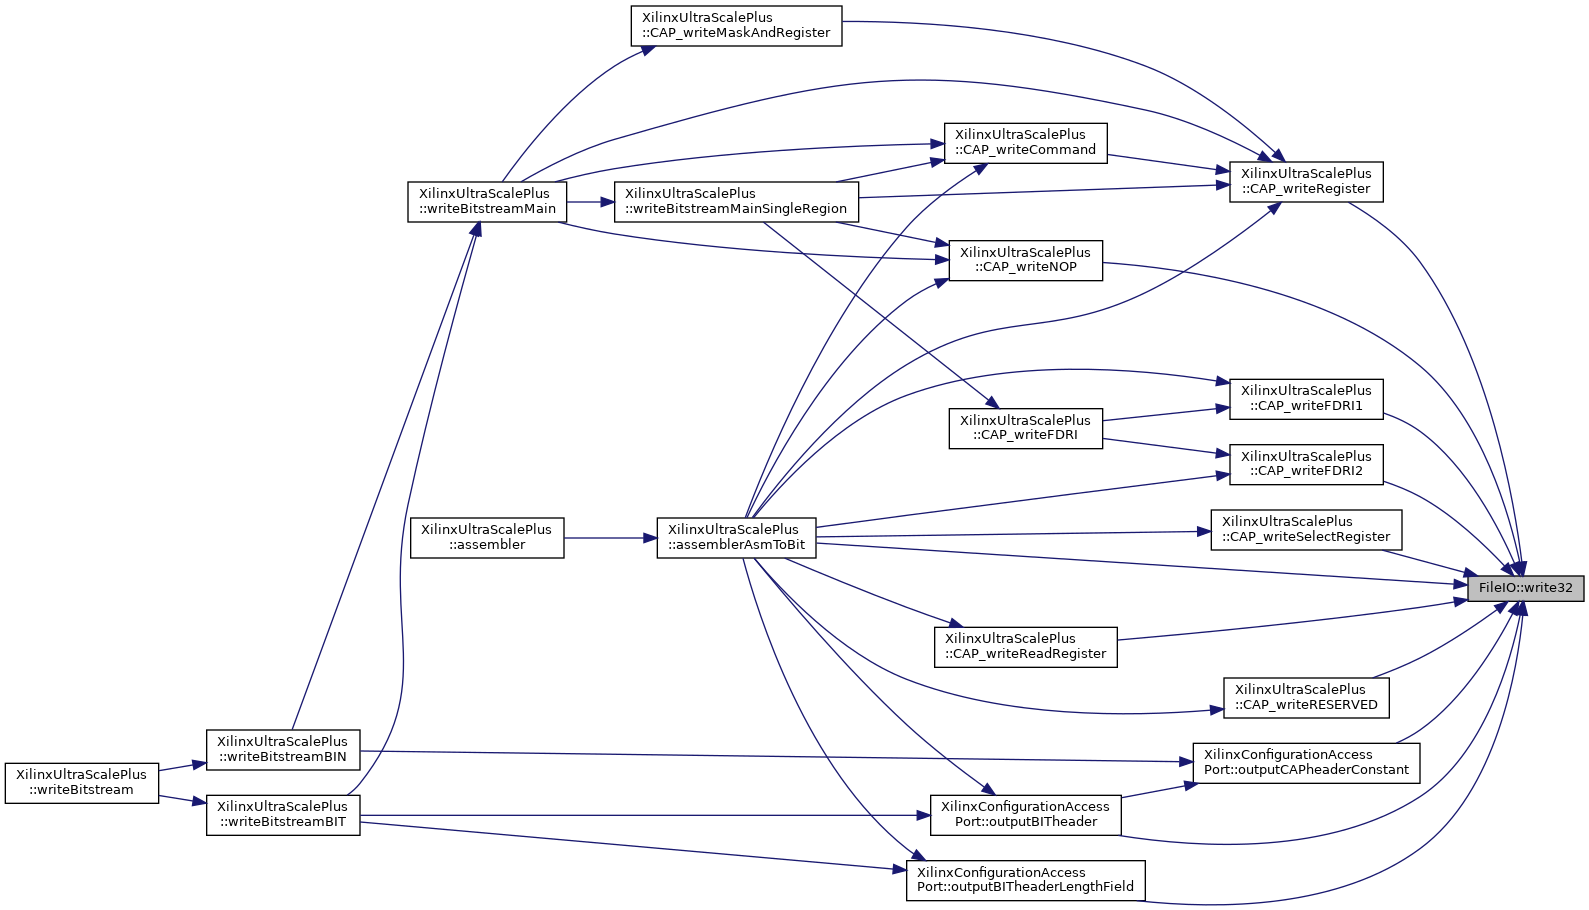 XilinxUltraScalePlus
::CAP_writeMaskAndRegister
XilinxUltraScalePlus
::CAP_writeCommand
XilinxUltraScalePlus
::CAP_writeRegister
XilinxUltraScalePlus
::writeBitstreamMain
XilinxUltraScalePlus
::writeBitstreamMainSingleRegion
XilinxUltraScalePlus
::CAP_writeNOP
XilinxUltraScalePlus
::CAP_writeFDRI1
XilinxUltraScalePlus
::CAP_writeFDRI
XilinxUltraScalePlus
::CAP_writeFDRI2
XilinxUltraScalePlus
::assembler
XilinxUltraScalePlus
::assemblerAsmToBit
XilinxUltraScalePlus
::CAP_writeSelectRegister
FileIO::write32
XilinxUltraScalePlus
::CAP_writeReadRegister
XilinxUltraScalePlus
::CAP_writeRESERVED
XilinxUltraScalePlus
::writeBitstreamBIN
XilinxConfigurationAccess
Port::outputCAPheaderConstant
XilinxUltraScalePlus
::writeBitstream
XilinxUltraScalePlus
::writeBitstreamBIT
XilinxConfigurationAccess
Port::outputBITheader
XilinxConfigurationAccess
Port::outputBITheaderLengthField